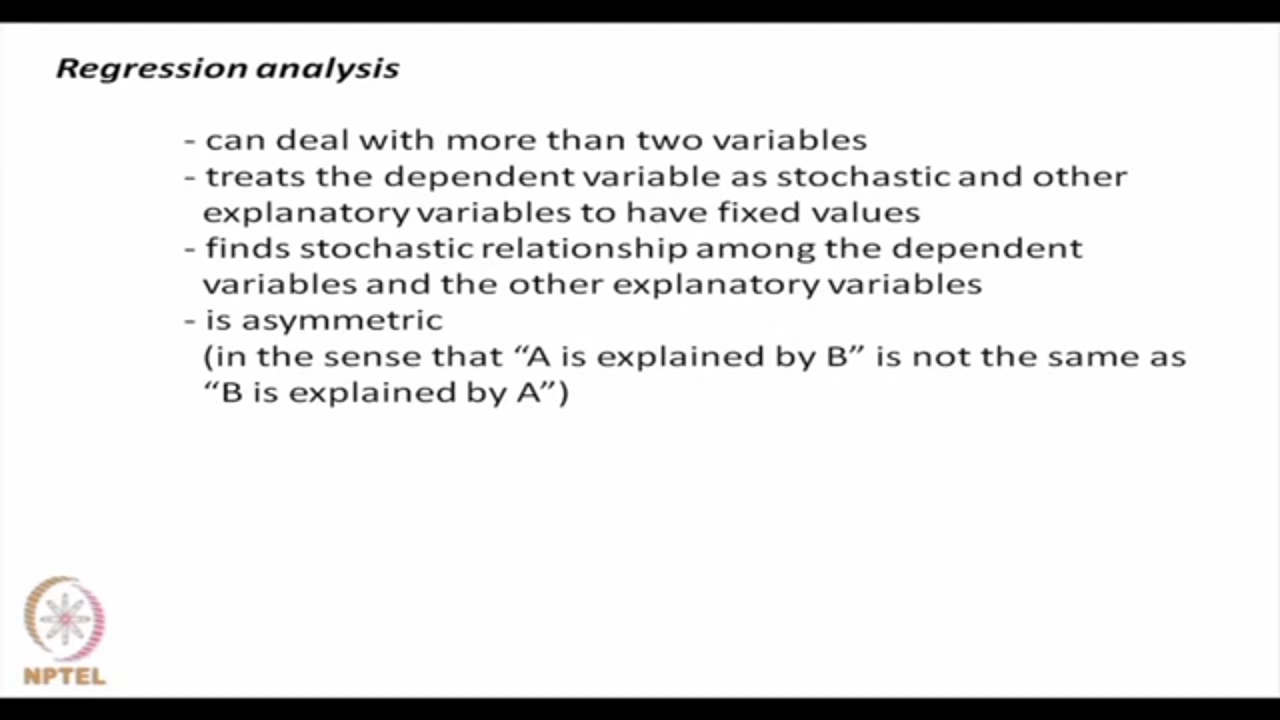 Regression analysis
- can deal with more than two variables
- treats the dependent variable as stochastic and other
explanatory variables to have fixed values
- finds stochastic relationship among the dependent
variables and the other explanatory variables
- is asymmetric
(in the sense that “A is explained by B” is not the same as
“B is explained by A”)
NPTEL